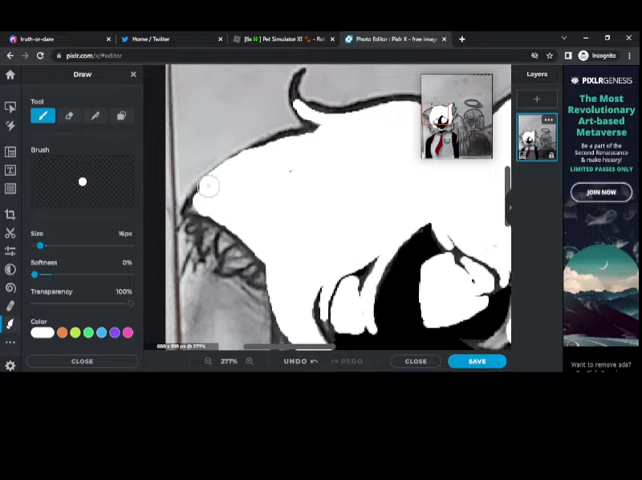 truth-or-dare
Home / Twitter
Pet Simulator X!
Photo Editor : Pixlr X - free imag
pixlr.com/x/#editor
Incognito
Draw
Layers
Tool
Brush
Size
16px
Softness
0%
Transparency
100%
Color
CLOSE
277%
UNDO
REDO
CLOSE
SAVE
PIXLRGENESIS
The Most
Revolutionary
Art-based
Metaverse
Be a part of the
Second Renaissance
& make history!
LIMITED PASSES ONLY
JOIN NOW
Want to remove ads?